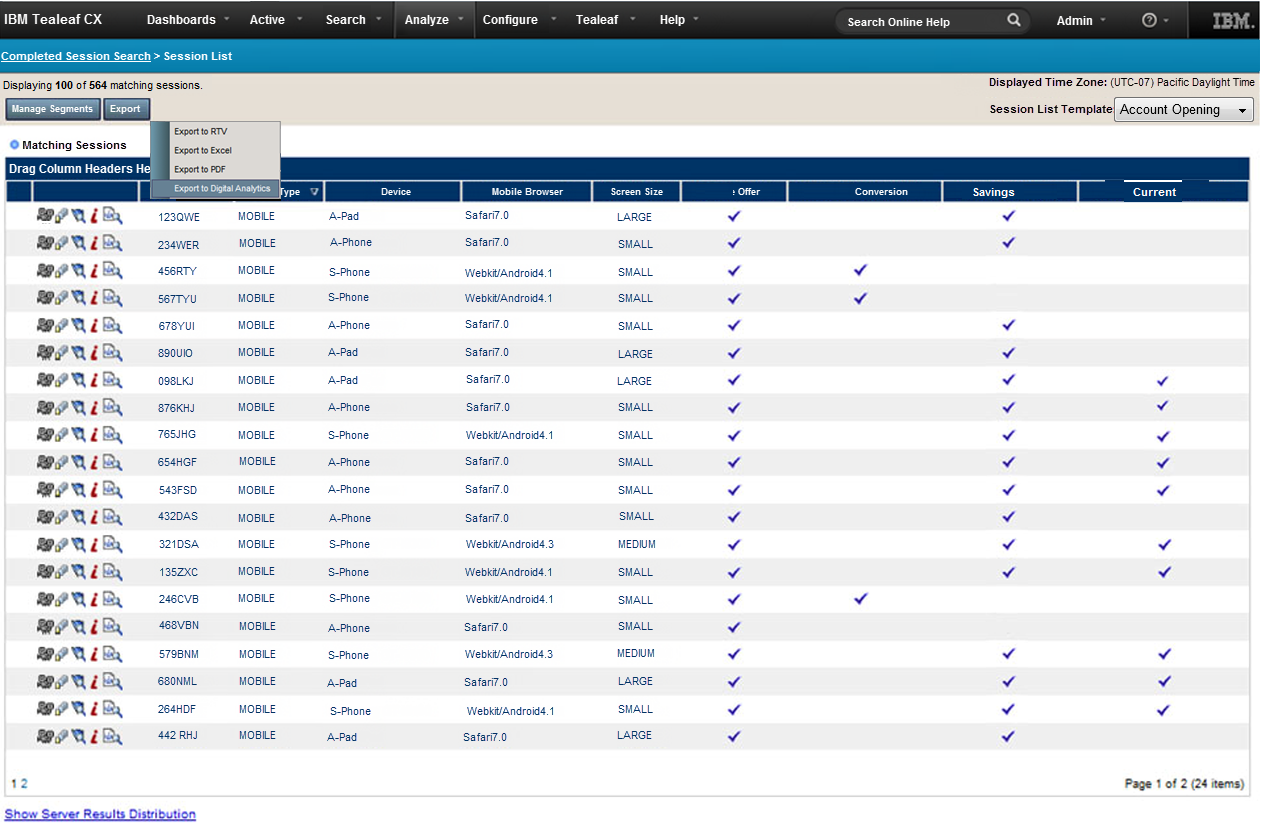 IBM Tealeaf CX Dashboards Active Search Analyze Configure Tealeaf Help Search Online Help Admin ? IBM.
Completed Session Search > Session List
Displaying 100 of 564 matching sessions.
Displayed Time Zone: (UTC-07) Pacific Daylight Time
Manage Segments Export
Session List Template Account Opening
Export to RTV
Export to Excel
Export to PDF
Export to Digital Analytics
Matching Sessions
Drag Column Headers He
Type Device Mobile Browser Screen Size : Offer Conversion Savings Current
123QWE MOBILE A-Pad Safari7.0 LARGE ✓ ✓
234WER MOBILE A-Phone Safari7.0 SMALL ✓ ✓
456RTY MOBILE S-Phone Webkit/Android4.1 SMALL ✓ ✓
567TYU MOBILE S-Phone Webkit/Android4.1 SMALL ✓ ✓
678YUI MOBILE A-Phone Safari7.0 SMALL ✓ ✓
890UIO MOBILE A-Pad Safari7.0 LARGE ✓ ✓
098LKJ MOBILE A-Pad Safari7.0 LARGE ✓ ✓ ✓
876KHJ MOBILE A-Phone Safari7.0 SMALL ✓ ✓ ✓
765JHG MOBILE S-Phone Webkit/Android4.1 SMALL ✓ ✓ ✓
654HGF MOBILE A-Phone Safari7.0 SMALL ✓ ✓ ✓
543FSD MOBILE A-Phone Safari7.0 SMALL ✓ ✓ ✓
432DAS MOBILE A-Phone Safari7.0 SMALL ✓ ✓
321DSA MOBILE S-Phone Webkit/Android4.3 MEDIUM ✓ ✓ ✓
135ZXC MOBILE S-Phone Webkit/Android4.1 SMALL ✓ ✓ ✓
246CVB MOBILE S-Phone Webkit/Android4.1 SMALL ✓ ✓
468VBN MOBILE A-Phone Safari7.0 SMALL ✓
579BNM MOBILE S-Phone Webkit/Android4.3 MEDIUM ✓ ✓ ✓
680NML MOBILE A-Pad Safari7.0 LARGE ✓ ✓ ✓
264HDF MOBILE S-Phone Webkit/Android4.1 SMALL ✓ ✓ ✓
442 RHJ MOBILE A-Pad Safari7.0 LARGE ✓ ✓
1 2
Page 1 of 2 (24 items)
Show Server Results Distribution